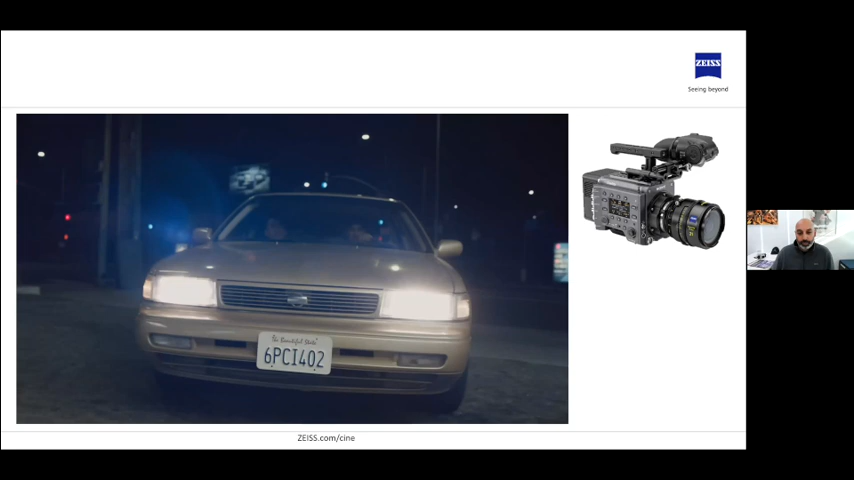 ZEISS
Seeing beyond
The Beautiful State
6PCI402
ZEISS.com/cine